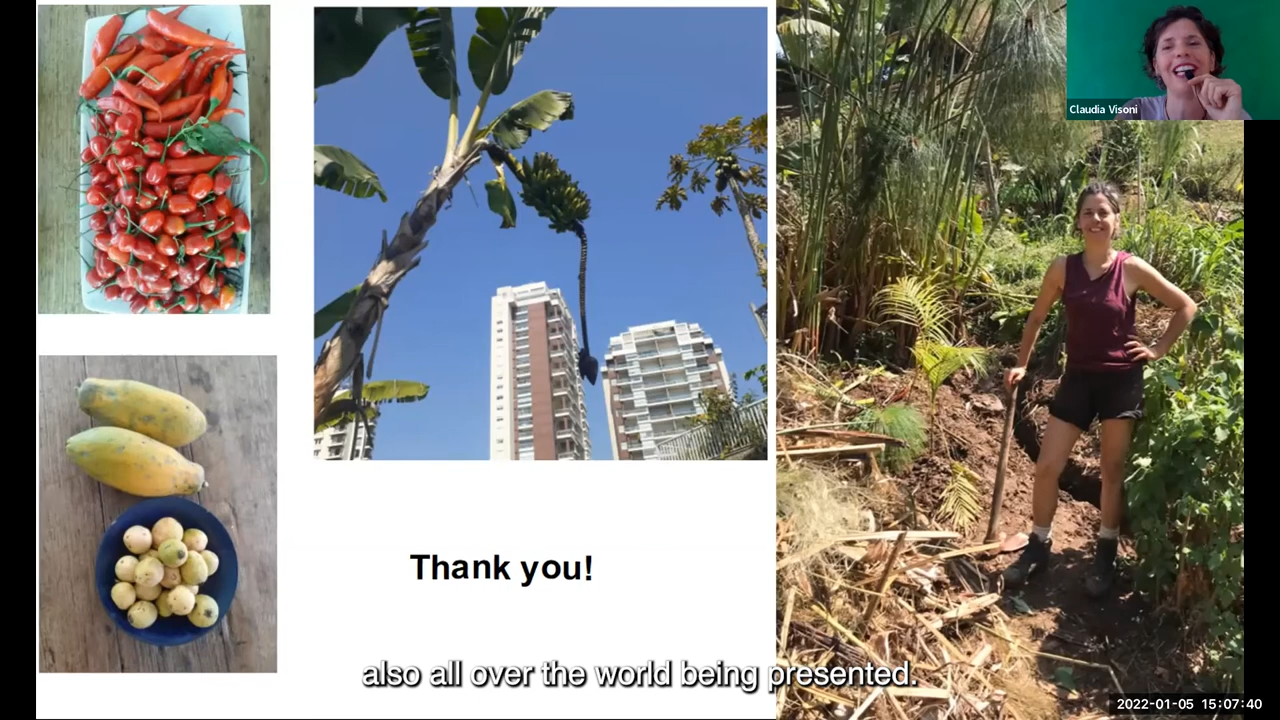 Claudia Visoni
Thank you!
also all over the world being presented.
2022-01-05 15:07:40